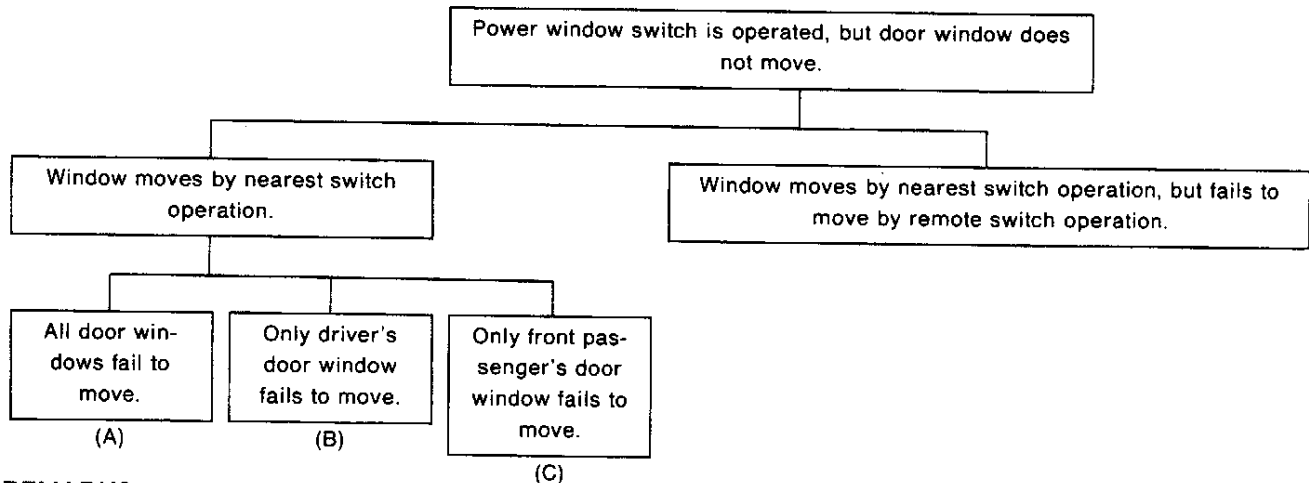 Power window switch is operated, but door window does
not move.
Window moves by nearest switch
operation.
Window moves by nearest switch operation, but fails to
move by remote switch operation.
All door win-
dows fail to
move.
(A)
Only driver's
door window
fails to move.
(B)
Only front pas-
senger's door
window fails to
move.
(C)